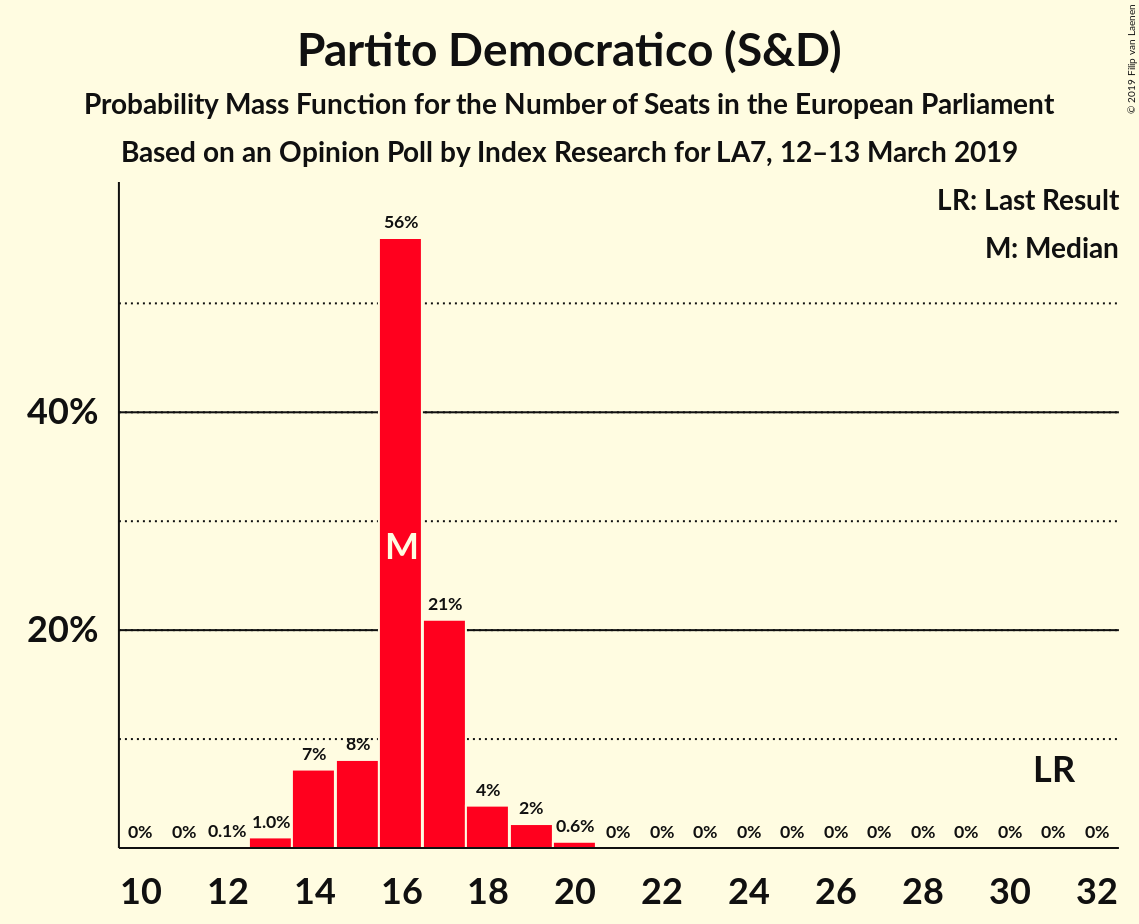 Partito Democratico (S&D)
Probability Mass Function for the Number of Seats in the European Parliament
Based on an Opinion Poll by Index Research for LA7, 12–13 March 2019
© 2019 Filip van Laenen
LR: Last Result
M: Median
56%
40%
M
21%
20%
8%
7%
LR
4%
2%
0% 0% 0.1% 1.0% 0.6% 0% 0% 0% 0% 0% 0% 0% 0% 0% 0% 0% 0%
10 12 14 16 18 20 22 24 26 28 30 32